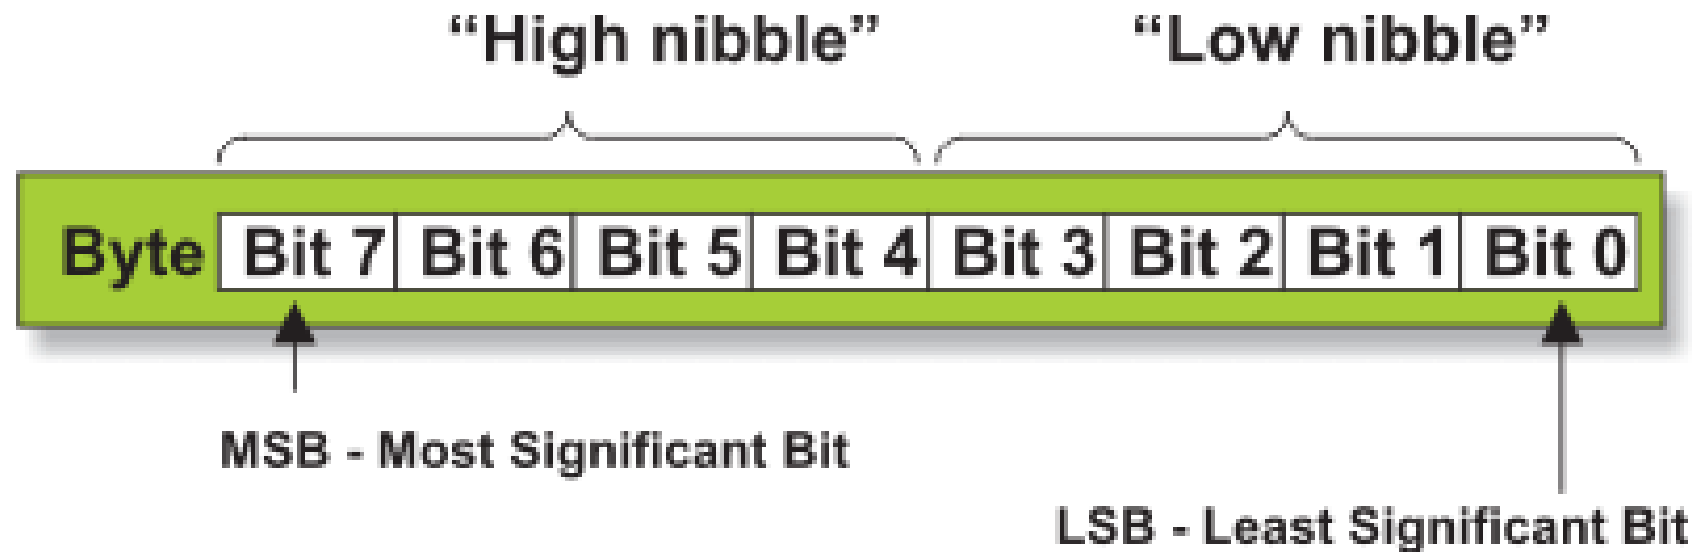 “High nibble” “Low nibble”
Byte Bit 7 Bit 6 Bit 5 Bit 4 Bit 3 Bit 2 Bit 1 Bit 0
MSB - Most Significant Bit
LSB - Least Significant Bit